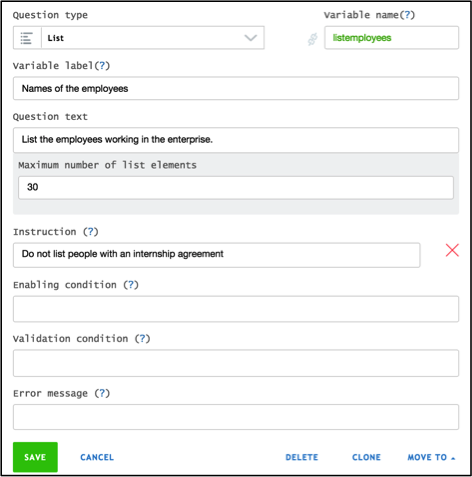 Question type Variable name(?)
List listemployees
Variable label(?)
Names of the employees
Question text
List the employees working in the enterprise.
Maximum number of list elements
30
Instruction (?)
Do not list people with an internship agreement
Enabling condition (?)
Validation condition (?)
Error message (?)
SAVE CANCEL DELETE CLONE MOVE TO